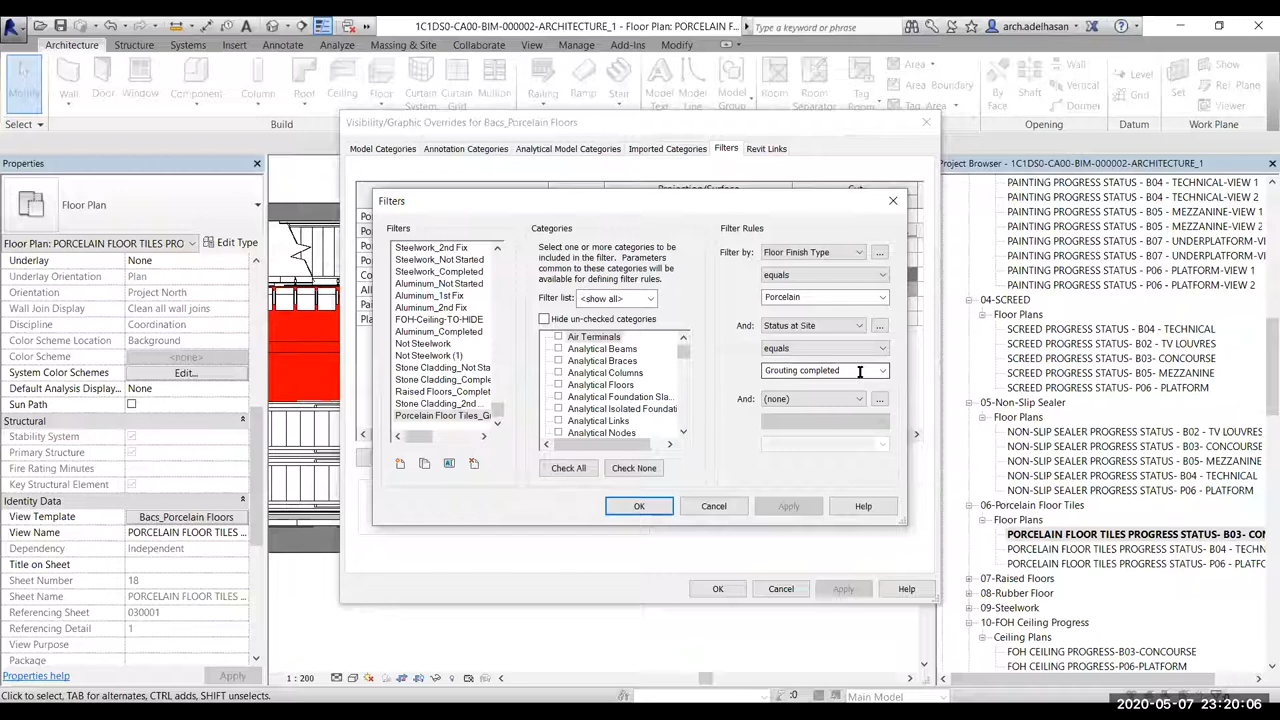 1C1DS0-CA00-BIM-000002-ARCHITECTURE_1 - Floor Plan: PORCELAIN F...
Type a keyword or phrase
arch.adelhasan
Architecture Structure Systems Insert Annotate Analyze Massing & Site Collaborate View Manage Add-Ins Modify
Modify
Wall
Door
Window
Component
Column
Roof
Ceiling
Curtain System
Curtain Grid
Mullion
Railing
Ramp
Stair
Model Text
Model Line
Model Group
Room
Room Separator
Tag Room
Area
Area Boundary
Tag Area
By Face
Shaft
Wall
Vertical
Dormer
Level
Grid
Set
Show
Ref Plane
Viewer
Select
Build
Opening
Datum
Work Plane
Properties
Floor Plan
Floor Plan: PORCELAIN FLOOR TILES PRO
Edit Type
Underlay None
Underlay Orientation Plan
Orientation Project North
Wall Join Display Clean all wall joins
Discipline Coordination
Color Scheme Location Background
Color Scheme <none>
System Color Schemes Edit...
Default Analysis Display... None
Sun Path
Structural
Stability System
Primary Structure
Fire Rating Minutes
Key Structural Element
Identity Data
View Template Bacs_Porcelain Floors
View Name PORCELAIN FLOOR TILES ...
Dependency Independent
Title on Sheet
Sheet Number 18
Sheet Name PORCELAIN FLOOR TILES ...
Referencing Sheet 030001
Referencing Detail 1
View Purpose
Package
Properties help
Apply
Visibility/Graphic Overrides for Bacs_Porcelain Floors
Model Categories Annotation Categories Analytical Model Categories Imported Categories Filters Revit Links
Projection/Surface Cut
Filters
Filters
Steelwork_2nd Fix
Steelwork_Not Started
Steelwork_Completed
Aluminum_Not Started
Aluminum_1st Fix
Aluminum_2nd Fix
FOH-Ceiling-TO-HIDE
Aluminum_Completed
Not Steelwork
Not Steelwork (1)
Stone Cladding_Not Sta
Stone Cladding_Comple
Raised Floors_Complet
Stone Cladding_2nd
Porcelain Floor Tiles_G
Categories
Select one or more categories to be
included in the filter. Parameters
common to these categories will be
available for defining filter rules.
Filter list: <show all>
Hide un-checked categories
Air Terminals
Analytical Beams
Analytical Braces
Analytical Columns
Analytical Floors
Analytical Foundation Sla...
Analytical Isolated Foundati
Analytical Links
Analytical Nodes
Check All
Check None
Filter Rules
Filter by: Floor Finish Type ...
equals
Porcelain
And: Status at Site ...
equals
Grouting completed
And: (none) ...
OK
Cancel
Apply
Help
OK
Cancel
Apply
Help
Project Browser - 1C1DS0-CA00-BIM-000002-ARCHITECTURE_1
PAINTING PROGRESS STATUS - B04 - TECHNICAL-VIEW 1
PAINTING PROGRESS STATUS - B04 - TECHNICAL-VIEW 2
PAINTING PROGRESS STATUS - B05 - MEZZANINE-VIEW 1
PAINTING PROGRESS STATUS - B05 - MEZZANINE-VIEW 2
PAINTING PROGRESS STATUS - B07 - UNDERPLATFORM-V
PAINTING PROGRESS STATUS - B07 - UNDERPLATFORM-V
PAINTING PROGRESS STATUS - P06 - PLATFORM-VIEW 1
PAINTING PROGRESS STATUS - P06 - PLATFORM-VIEW 2
04-SCREED
Floor Plans
SCREED PROGRESS STATUS - B04 - TECHNICAL
SCREED PROGRESS STATUS - B02 - TV LOUVRES
SCREED PROGRESS STATUS - B03- CONCOURSE
SCREED PROGRESS STATUS - B05- MEZZANINE
SCREED PROGRESS STATUS - P06 - PLATFORM
05-Non-Slip Sealer
Floor Plans
NON-SLIP SEALER PROGRESS STATUS - B02 - TV LOUVRE
NON-SLIP SEALER PROGRESS STATUS - B03- CONCOURSE
NON-SLIP SEALER PROGRESS STATUS - B05- MEZZANINE
NON-SLIP SEALER PROGRESS STATUS - B04 - TECHNICAL
NON-SLIP SEALER PROGRESS STATUS - P06 - PLATFORM
06-Porcelain Floor Tiles
Floor Plans
PORCELAIN FLOOR TILES PROGRESS STATUS- B03- CON
PORCELAIN FLOOR TILES PROGRESS STATUS - B04 - TECHN
PORCELAIN FLOOR TILES PROGRESS STATUS - P06 - PLATF
07-Raised Floors
08-Rubber Floor
09-Steelwork
10-FOH Ceiling Progress
Ceiling Plans
FOH CEILING PROGRESS-B03-CONCOURSE
FOH CEILING PROGRESS-P06-PLATFORM
1 : 200
Click to select, TAB for alternates, CTRL adds, SHIFT unselects.
:0
Main Model
2020-05-07 23:20:06